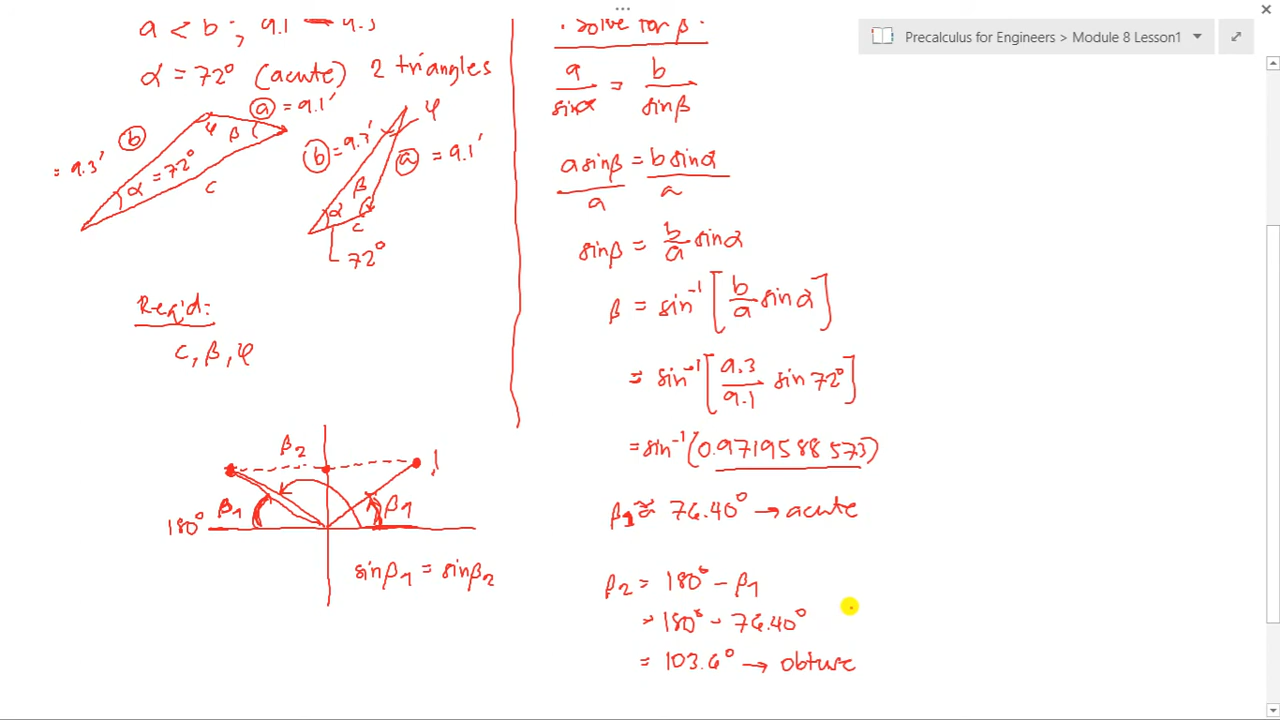 Precalculus for Engineers > Module 8 Lesson1
a < b ; 9.1 9.3
α = 72° (acute) 2 triangles
b = 9.3'
a = 9.1'
φ
β
α = 72°
c
b = 9.3'
φ
a = 9.1'
β
α
c
72°
Req'd:
c, β, φ
β2
180°
β1
β1
sinβ1 = sinβ2
· Solve for β ·
a/sinα = b/sinβ
a sinβ/a = b sinα/a
sinβ = b/a sinα
β = sin⁻¹ [b/a sinα]
= sin⁻¹ [9.3/9.1 sin 72°]
= sin⁻¹ (0.9719588573)
β1 ≅ 76.40° → acute
β2 = 180° - β1
= 180° - 76.40°
= 103.6° → obtuse